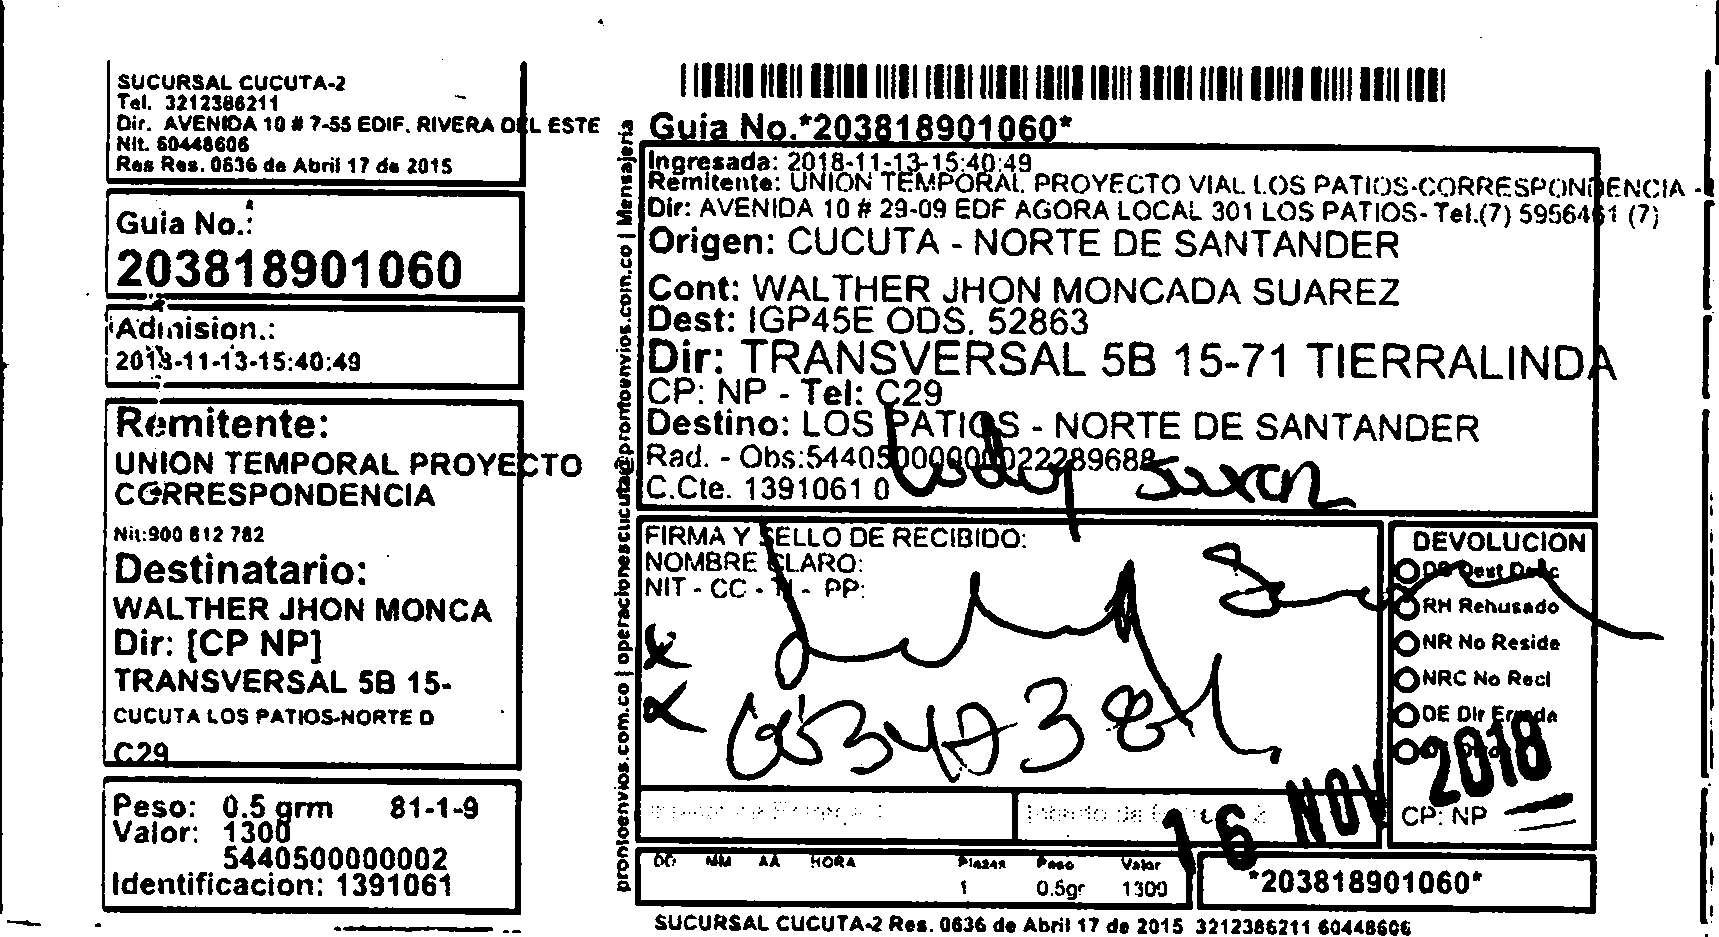 SUCURSAL CUCUTA-2
Tel. 3212386211
Dir. AVENIDA 10 # 7-55 EDIF. RIVERA DEL ESTE
Nit. 60448606
Res Res. 0636 de Abril 17 de 2015
Guia No.:
203818901060
Admision.:
2018-11-13-15:40:49
Remitente:
UNION TEMPORAL PROYECTO
CORRESPONDENCIA
Nit:900 812 782
Destinatario:
WALTHER JHON MONCA
Dir: [CP NP]
TRANSVERSAL 5B 15-
CUCUTA LOS PATIOS-NORTE D
C29
Peso: 0.5 grm 81-1-9
Valor: 1300
5440500000002
Identificacion: 1391061
prontoenvios.com.co | operacionescucuta@prontoenvios.com.co | Mensajeria
Guia No.*203818901060*
Ingresada: 2018-11-13-15:40:49
Remitente: UNION TEMPORAL PROYECTO VIAL LOS PATIOS-CORRESPONDENCIA -
Dir: AVENIDA 10 # 29-09 EDF AGORA LOCAL 301 LOS PATIOS- Tel.(7) 5956461 (7)
Origen: CUCUTA - NORTE DE SANTANDER
Cont: WALTHER JHON MONCADA SUAREZ
Dest: IGP45E ODS. 52863
Dir: TRANSVERSAL 5B 15-71 TIERRALINDA
CP: NP - Tel: C29
Destino: LOS PATIOS - NORTE DE SANTANDER
Rad. - Obs:5440500000000022289688
C.Cte. 1391061 0
FIRMA Y SELLO DE RECIBIDO:
NOMBRE CLARO:
NIT - CC - TI - PP:
DEVOLUCION
DD Dest Desc
RH Rehusado
NR No Reside
NRC No Recl
DE Dir Errada
CP: NP
16 NOV 2018
DD MM AA HORA Piezas Peso Valor
1 0.5gr 1300
*203818901060*
SUCURSAL CUCUTA-2 Res. 0636 de Abril 17 de 2015 3212386211 60448606